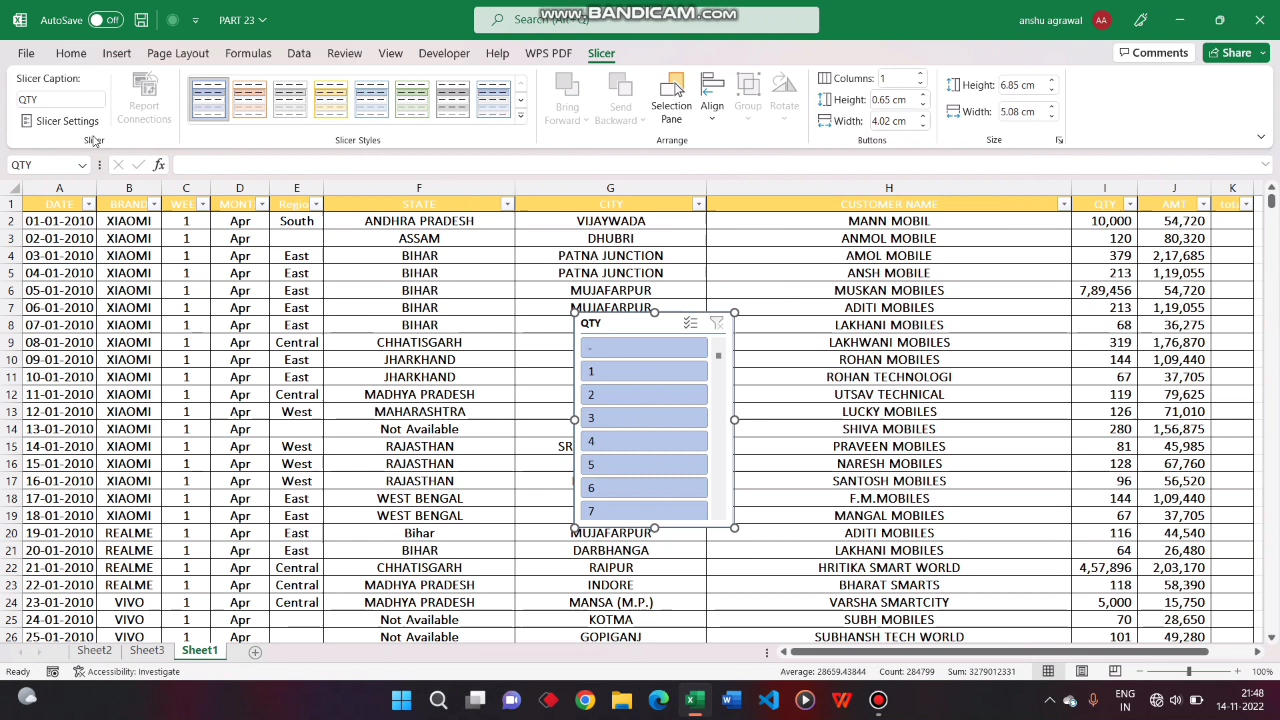 AutoSave Off PART 23 Search (Alt+Q) www.BANDICAM.com anshu agrawal AA
File Home Insert Page Layout Formulas Data Review View Developer Help WPS PDF Slicer Comments Share
Slicer Caption:
QTY
Slicer Settings
Report Connections
Bring Forward
Send Backward
Selection Pane
Align
Group
Rotate
Columns: 1
Height: 0.65 cm
Width: 4.02 cm
Height: 6.85 cm
Width: 5.08 cm
Slicer Slicer Styles Arrange Buttons Size
QTY fx
A B C D E F G H I J K
1 DATE BRAND WEE MONT Regio STATE CITY CUSTOMER NAME QTY AMT tota
2 01-01-2010 XIAOMI 1 Apr South ANDHRA PRADESH VIJAYWADA MANN MOBIL 10,000 54,720
3 02-01-2010 XIAOMI 1 Apr ASSAM DHUBRI ANMOL MOBILE 120 80,320
4 03-01-2010 XIAOMI 1 Apr East BIHAR PATNA JUNCTION AMOL MOBILE 379 2,17,685
5 04-01-2010 XIAOMI 1 Apr East BIHAR PATNA JUNCTION ANSH MOBILE 213 1,19,055
6 05-01-2010 XIAOMI 1 Apr East BIHAR MUJAFARPUR MUSKAN MOBILES 7,89,456 54,720
7 06-01-2010 XIAOMI 1 Apr East BIHAR MUJAFARPUR ADITI MOBILES 213 1,19,055
8 07-01-2010 XIAOMI 1 Apr East BIHAR LAKHANI MOBILES 68 36,275
9 08-01-2010 XIAOMI 1 Apr Central CHHATISGARH LAKHWANI MOBILES 319 1,76,870
10 09-01-2010 XIAOMI 1 Apr East JHARKHAND ROHAN MOBILES 144 1,09,440
11 10-01-2010 XIAOMI 1 Apr East JHARKHAND ROHAN TECHNOLOGI 67 37,705
12 11-01-2010 XIAOMI 1 Apr Central MADHYA PRADESH UTSAV TECHNICAL 119 79,625
13 12-01-2010 XIAOMI 1 Apr West MAHARASHTRA LUCKY MOBILES 126 71,010
14 13-01-2010 XIAOMI 1 Apr Not Available SHIVA MOBILES 280 1,56,875
15 14-01-2010 XIAOMI 1 Apr West RAJASTHAN SR PRAVEEN MOBILES 81 45,985
16 15-01-2010 XIAOMI 1 Apr West RAJASTHAN NARESH MOBILES 128 67,760
17 16-01-2010 XIAOMI 1 Apr West RAJASTHAN SANTOSH MOBILES 96 56,520
18 17-01-2010 XIAOMI 1 Apr East WEST BENGAL F.M.MOBILES 144 1,09,440
19 18-01-2010 XIAOMI 1 Apr East WEST BENGAL MANGAL MOBILES 67 37,705
20 19-01-2010 REALME 1 Apr East Bihar MUJAFARPUR ADITI MOBILES 114 44,540
21 20-01-2010 REALME 1 Apr East BIHAR DARBHANGA LAKHANI MOBILES 64 26,480
22 21-01-2010 REALME 1 Apr Central CHHATISGARH RAIPUR HRITIKA SMART WORLD 4,57,896 2,03,170
23 22-01-2010 REALME 1 Apr Central MADHYA PRADESH INDORE BHARAT SMARTS 118 58,390
24 23-01-2010 VIVO 1 Apr Central MADHYA PRADESH MANSA (M.P.) VARSHA SMARTCITY 5,000 15,750
25 24-01-2010 VIVO 1 Apr Not Available KOTMA SUBH MOBILES 70 28,650
26 25-01-2010 VIVO 1 Apr Not Available GOPIGANJ SUBHANSH TECH WORLD 101 49,280
QTY
-
1
2
3
4
5
6
7
Sheet2 Sheet3 Sheet1
Ready Accessibility: Investigate Average: 28659.43844 Count: 284799 Sum: 3279012331 100%
ENG
IN
21:48
14-11-2022